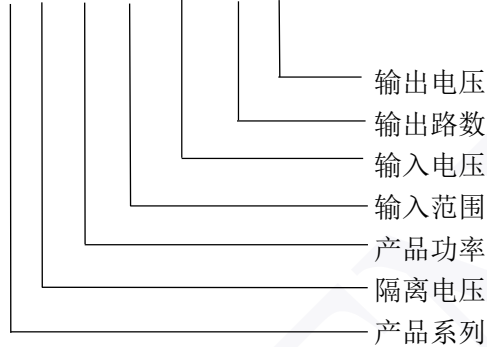 输出电压
输出路数
输入电压
输入范围
产品功率
隔离电压
产品系列